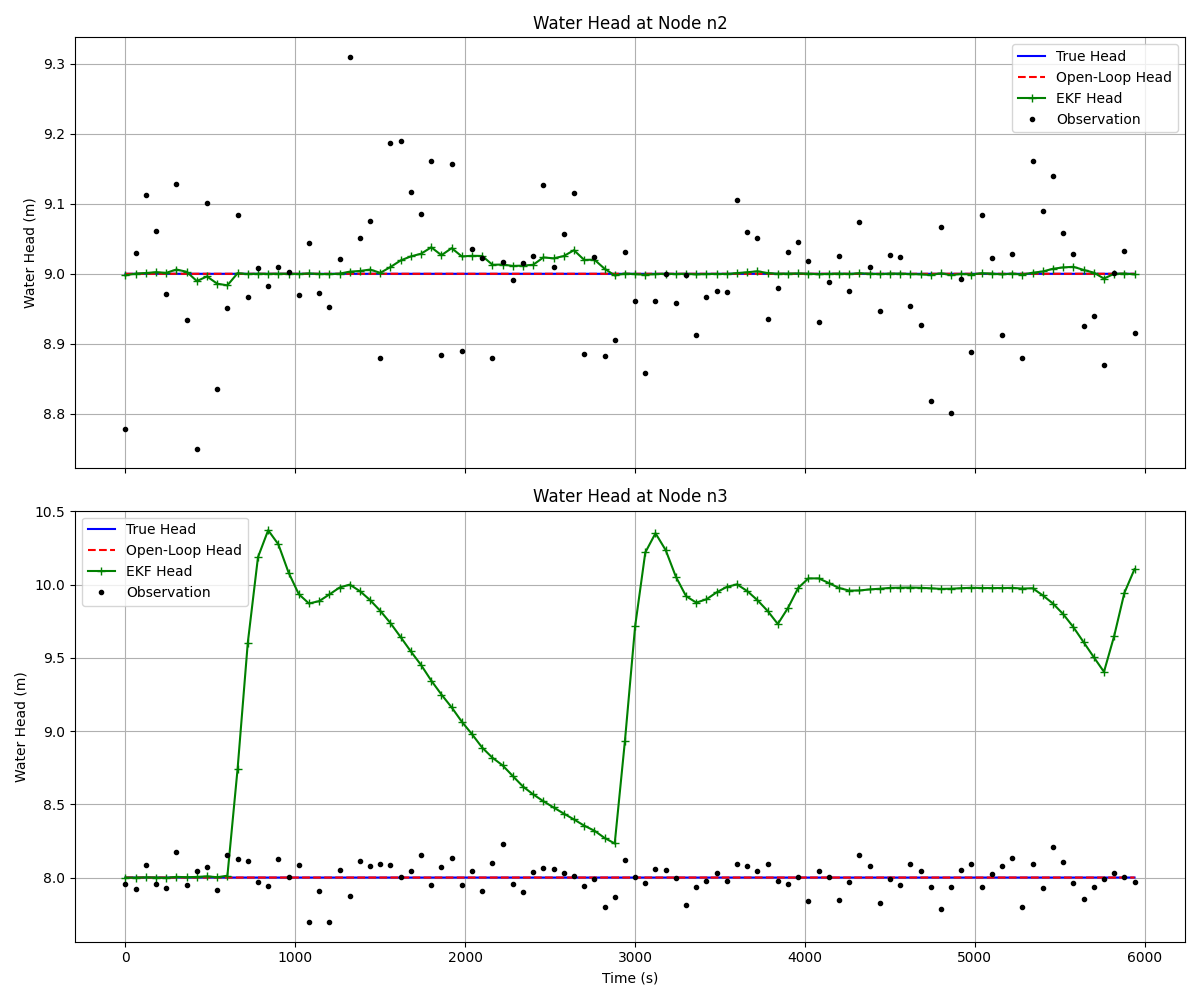 Water Head at Node n2
9.3
9.2
9.1
9.0
8.9
8.8
Water Head (m)
True Head
Open-Loop Head
EKF Head
Observation
Water Head at Node n3
10.5
10.0
9.5
9.0
8.5
8.0
Water Head (m)
True Head
Open-Loop Head
EKF Head
Observation
0 1000 2000 3000 4000 5000 6000
Time (s)